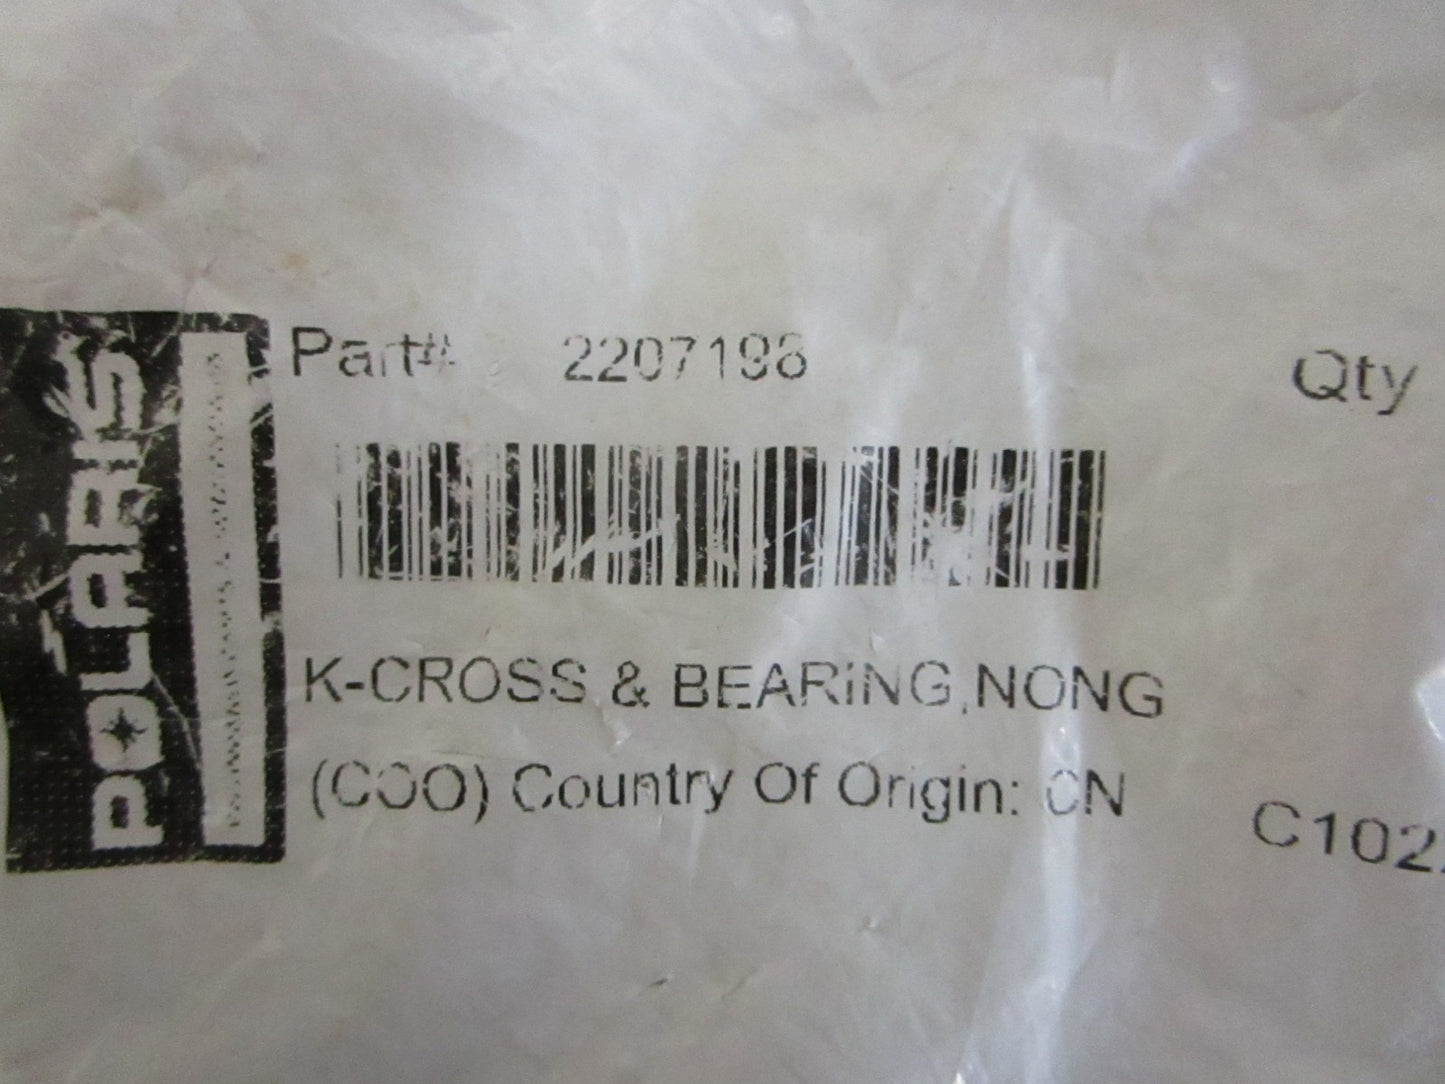 POLARIS
Part# 2207198 Qty
K-CROSS & BEARING,NONG
(COO) Country Of Origin: CN
C102